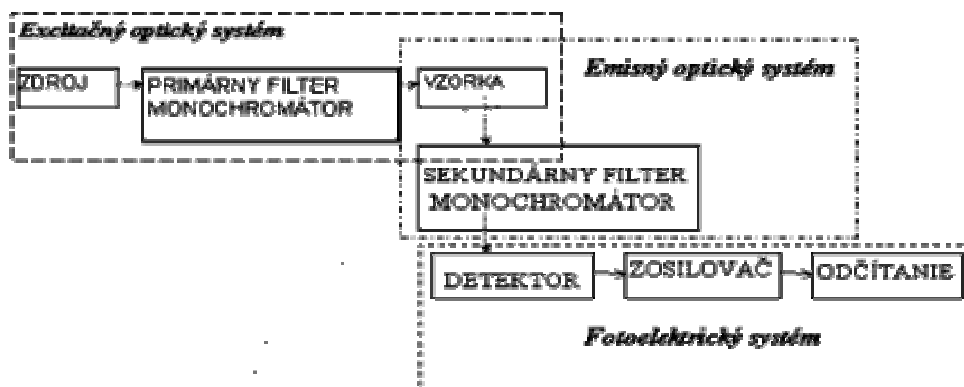 Excitačný optický systém
Emisný optický systém
ZDROJ
PRIMÁRNY FILTER
MONOCHROMÁTOR
VZORKA
SEKUNDÁRNY FILTER
MONOCHROMÁTOR
DETEKTOR
ZOSILOVAČ
ODČÍTANIE
Fotoelektrický systém